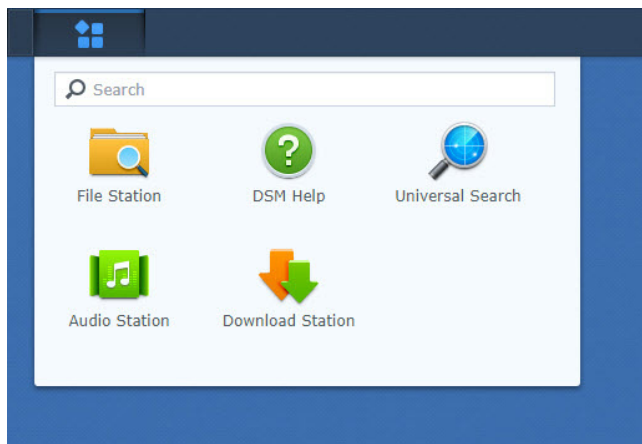 Search
File Station
DSM Help
Universal Search
Audio Station
Download Station